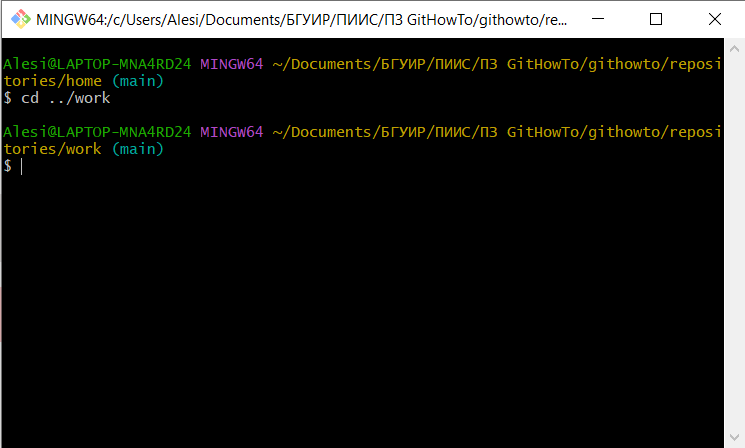 MINGW64:/c/Users/Alesi/Documents/БГУИР/ПИИС/ПЗ GitHowTo/githowto/re...
Alesi@LAPTOP-MNA4RD24 MINGW64 ~/Documents/БГУИР/ПИИС/ПЗ GitHowTo/githowto/reposi
tories/home (main)
$ cd ../work
Alesi@LAPTOP-MNA4RD24 MINGW64 ~/Documents/БГУИР/ПИИС/ПЗ GitHowTo/githowto/reposi
tories/work (main)
$